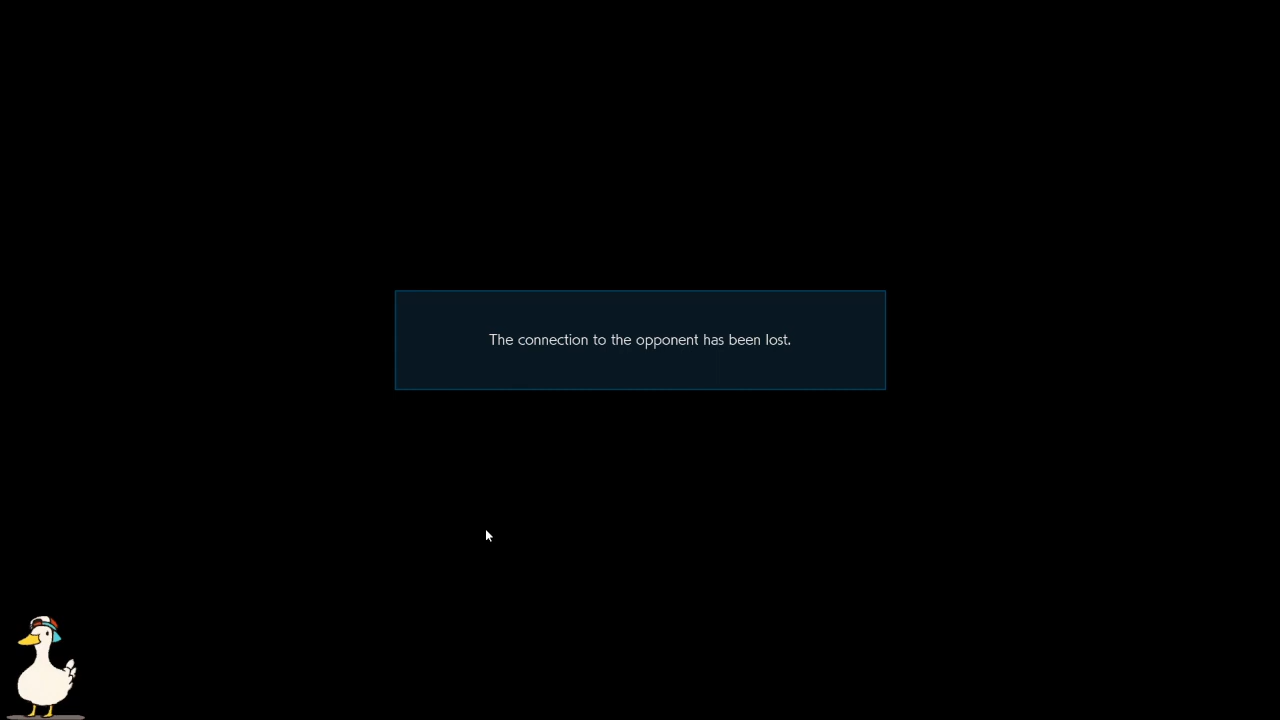 The connection to the opponent has been lost.